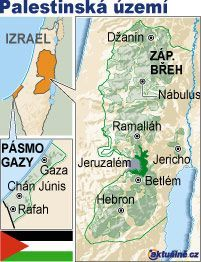 Palestinská území
IZRAEL
Džanín
ZÁP.
BŘEH
Nábulus
Ramalláh
PÁSMO
GAZY
Jeruzalém
Jericho
Gaza
Betlém
Chán Júnis
Hebron
Rafah
aktuálně.cz